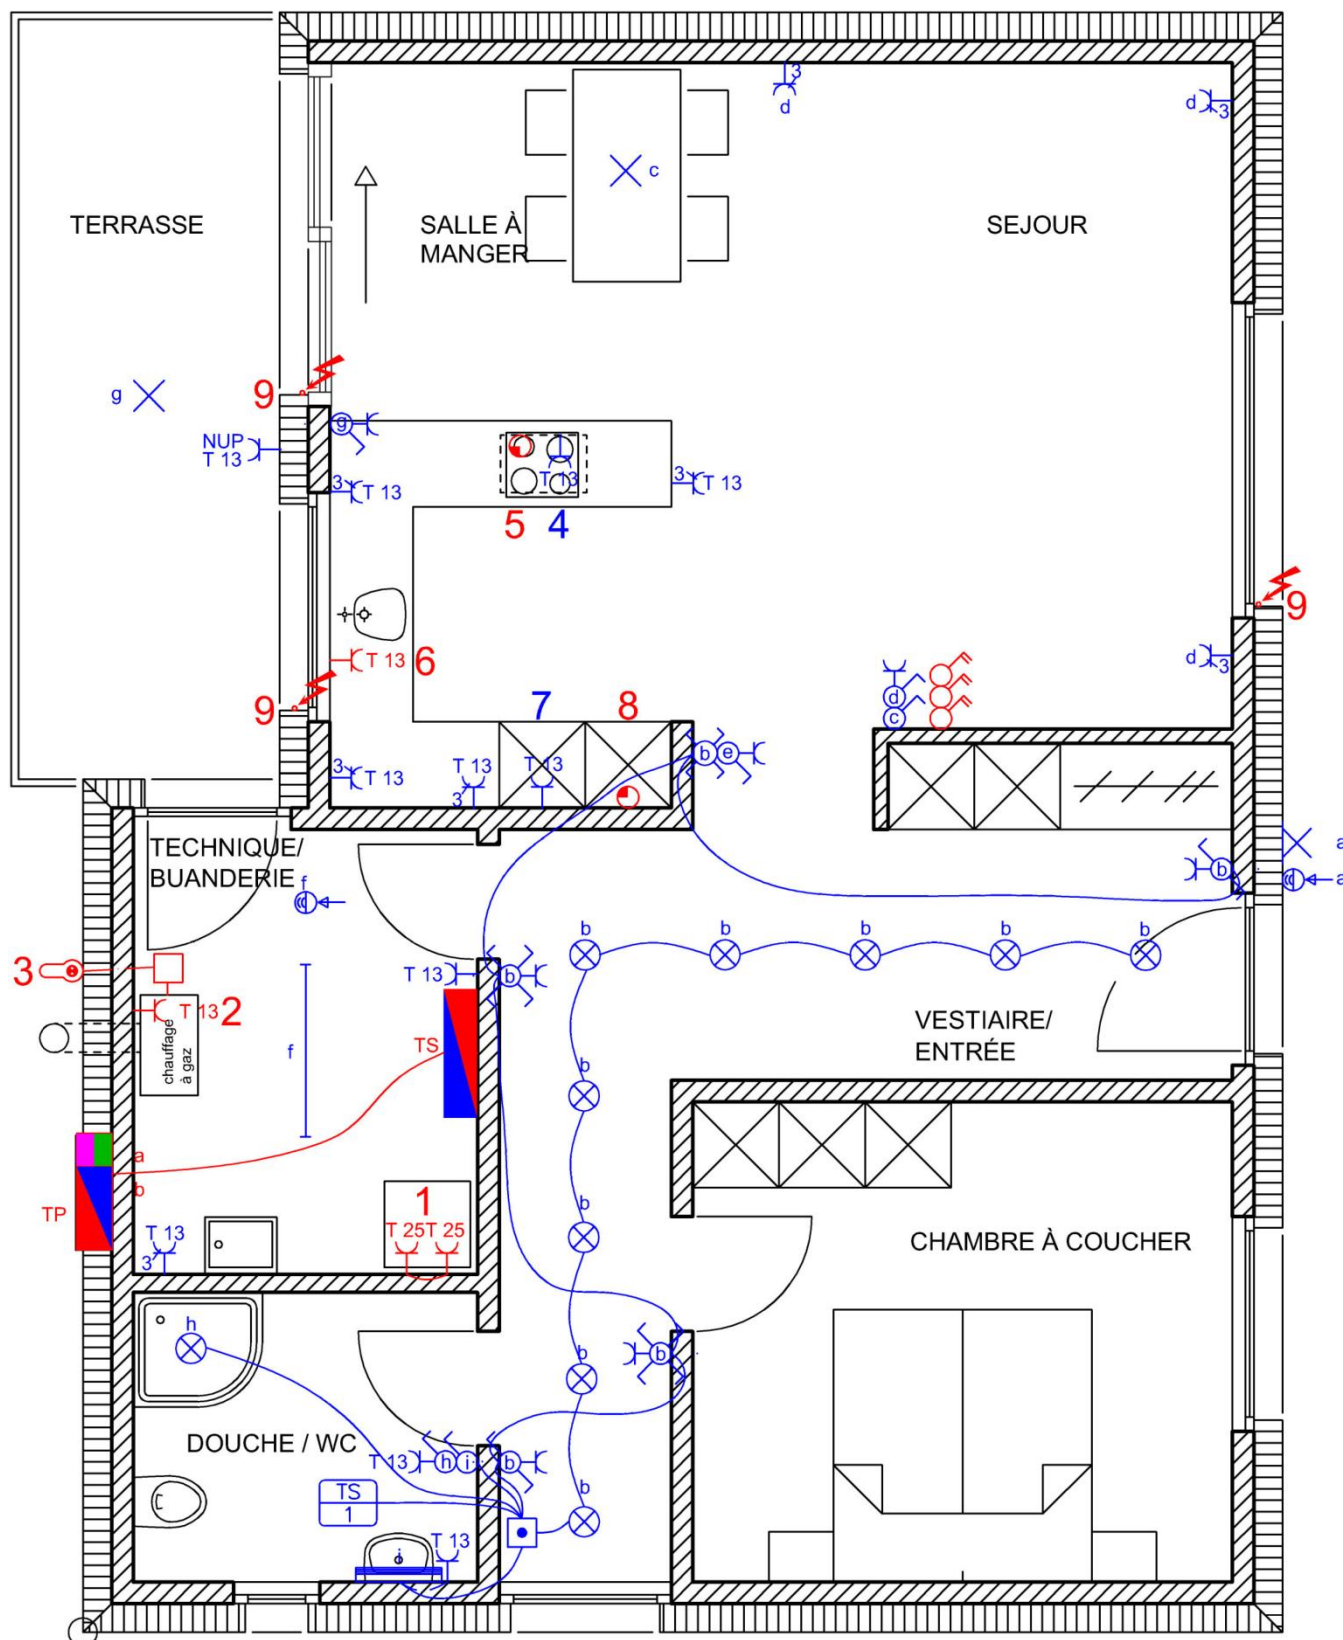 3
d
d
3
c
TERRASSE
SALLE À
MANGER
SEJOUR
g
9
g
NUP
T 13
T 13
3
T 13
3
T 13
5
4
9
T 13
6
d
3
d
c
9
7
8
b
e
3
T 13
T 13
3
T 13
TECHNIQUE/
BUANDERIE
f
a
b
a
b
b
b
b
b
3
T 13
b
T 13
2
chauffage
à gaz
TS
f
VESTIAIRE/
ENTRÉE
b
a
b
TP
1
T 25
T 25
T 13
3
b
CHAMBRE À COUCHER
h
b
b
DOUCHE / WC
T 13
h
i
b
TS
1
b
T 13
i